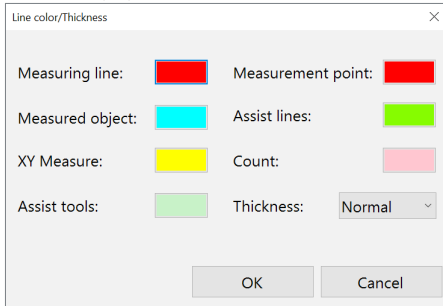 Line color/Thickness
Measuring line: Measurement point:
Measured object: Assist lines:
XY Measure: Count:
Assist tools: Thickness: Normal
OK Cancel